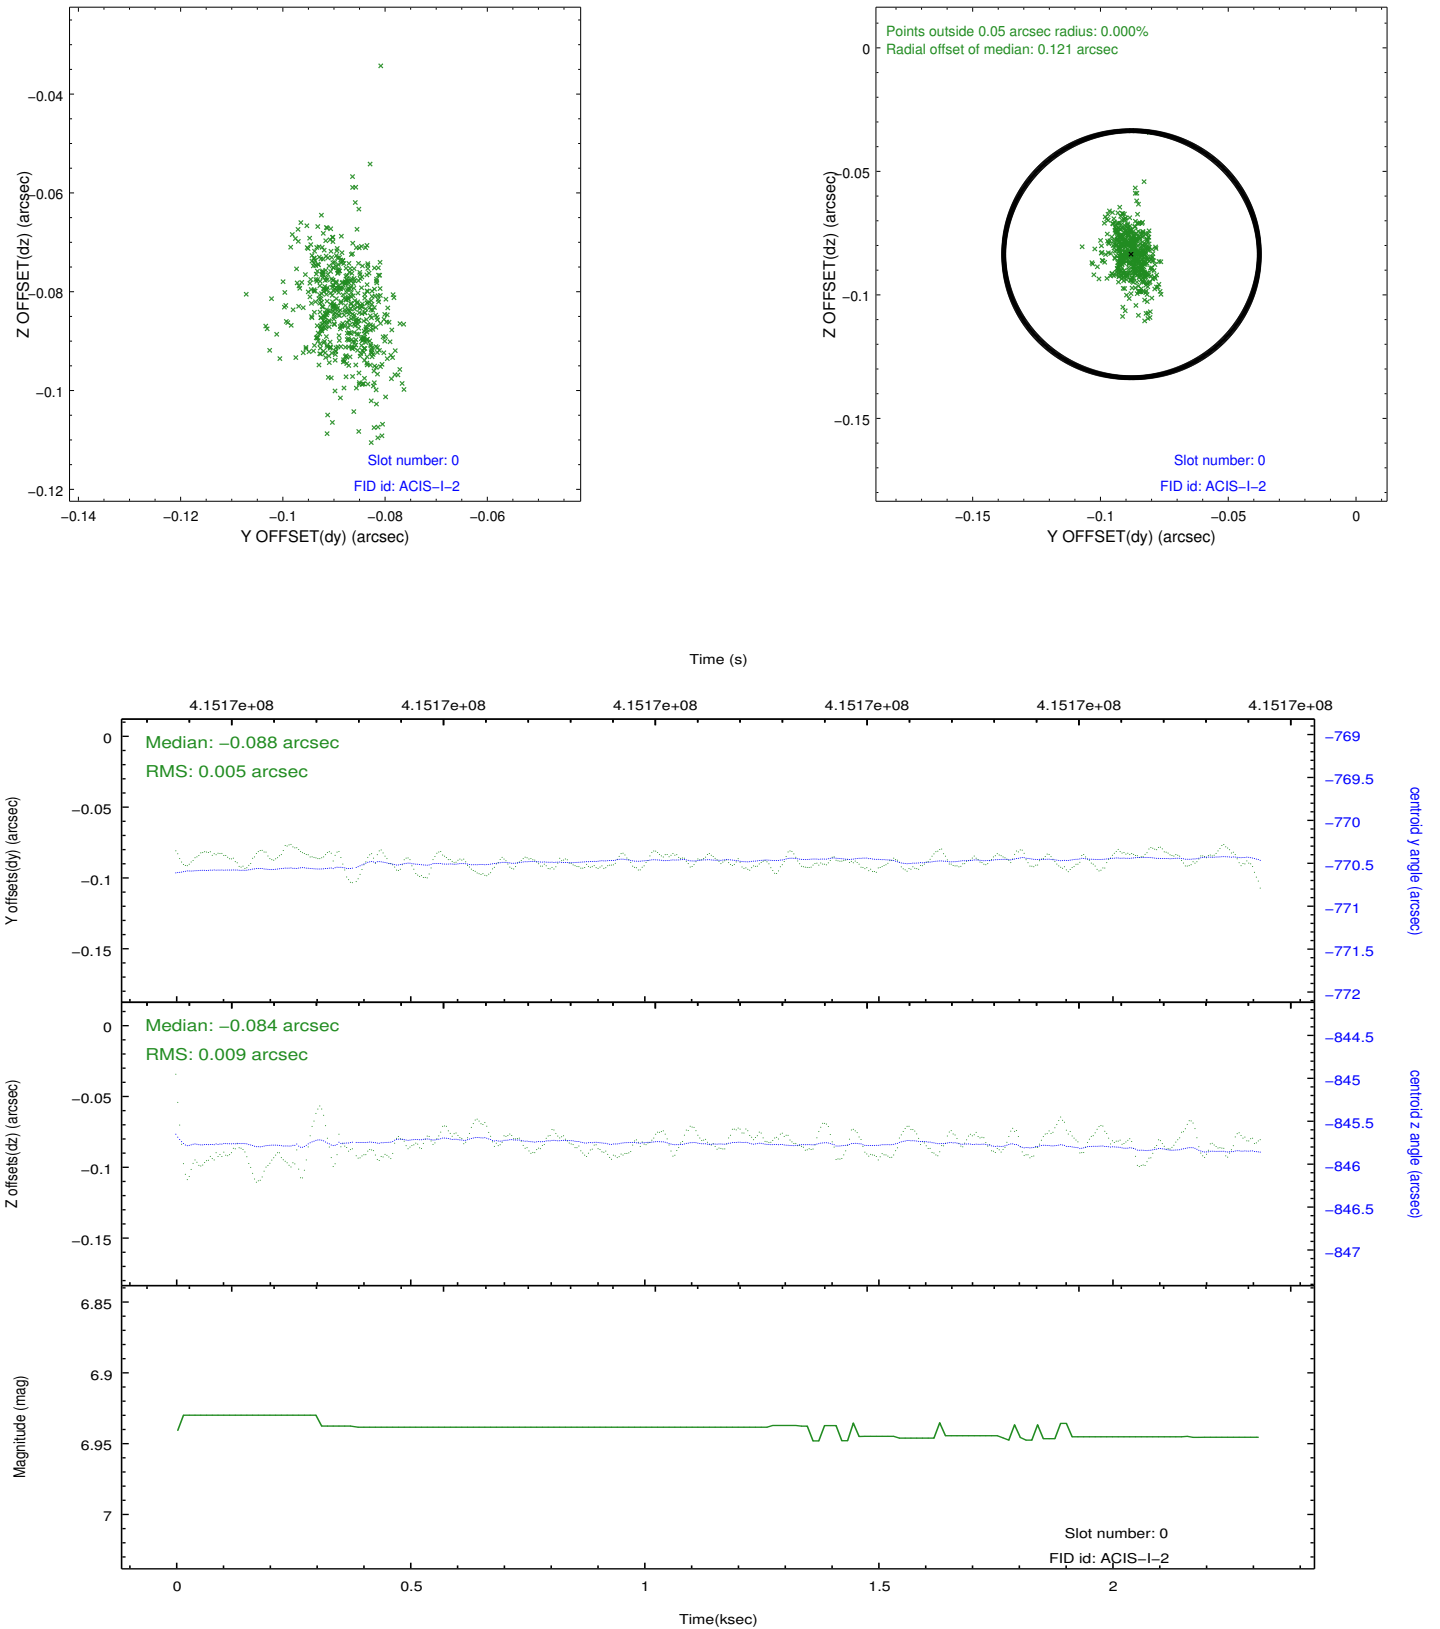 −0.04
−0.06
−0.08
−0.1
−0.12
Z OFFSET(dz) (arcsec)
Slot number: 0
FID id: ACIS−I−2
−0.14
−0.12
−0.1
−0.08
−0.06
Y OFFSET(dy) (arcsec)
Points outside 0.05 arcsec radius: 0.000%
Radial offset of median: 0.121 arcsec
0
−0.05
−0.1
−0.15
Z OFFSET(dz) (arcsec)
Slot number: 0
FID id: ACIS−I−2
−0.15
−0.1
−0.05
0
Y OFFSET(dy) (arcsec)
Time (s)
4.1517e+08
4.1517e+08
4.1517e+08
4.1517e+08
4.1517e+08
4.1517e+08
Median: −0.088 arcsec
RMS: 0.005 arcsec
0
−0.05
−0.1
−0.15
Y offsets(dy) (arcsec)
−769
−769.5
−770
−770.5
−771
−771.5
−772
centroid y angle (arcsec)
Median: −0.084 arcsec
RMS: 0.009 arcsec
0
−0.05
−0.1
−0.15
Z offsets(dz) (arcsec)
−844.5
−845
−845.5
−846
−846.5
−847
centroid z angle (arcsec)
6.85
6.9
6.95
7
Magnitude (mag)
Slot number: 0
FID id: ACIS−I−2
0
0.5
1
1.5
2
Time(ksec)